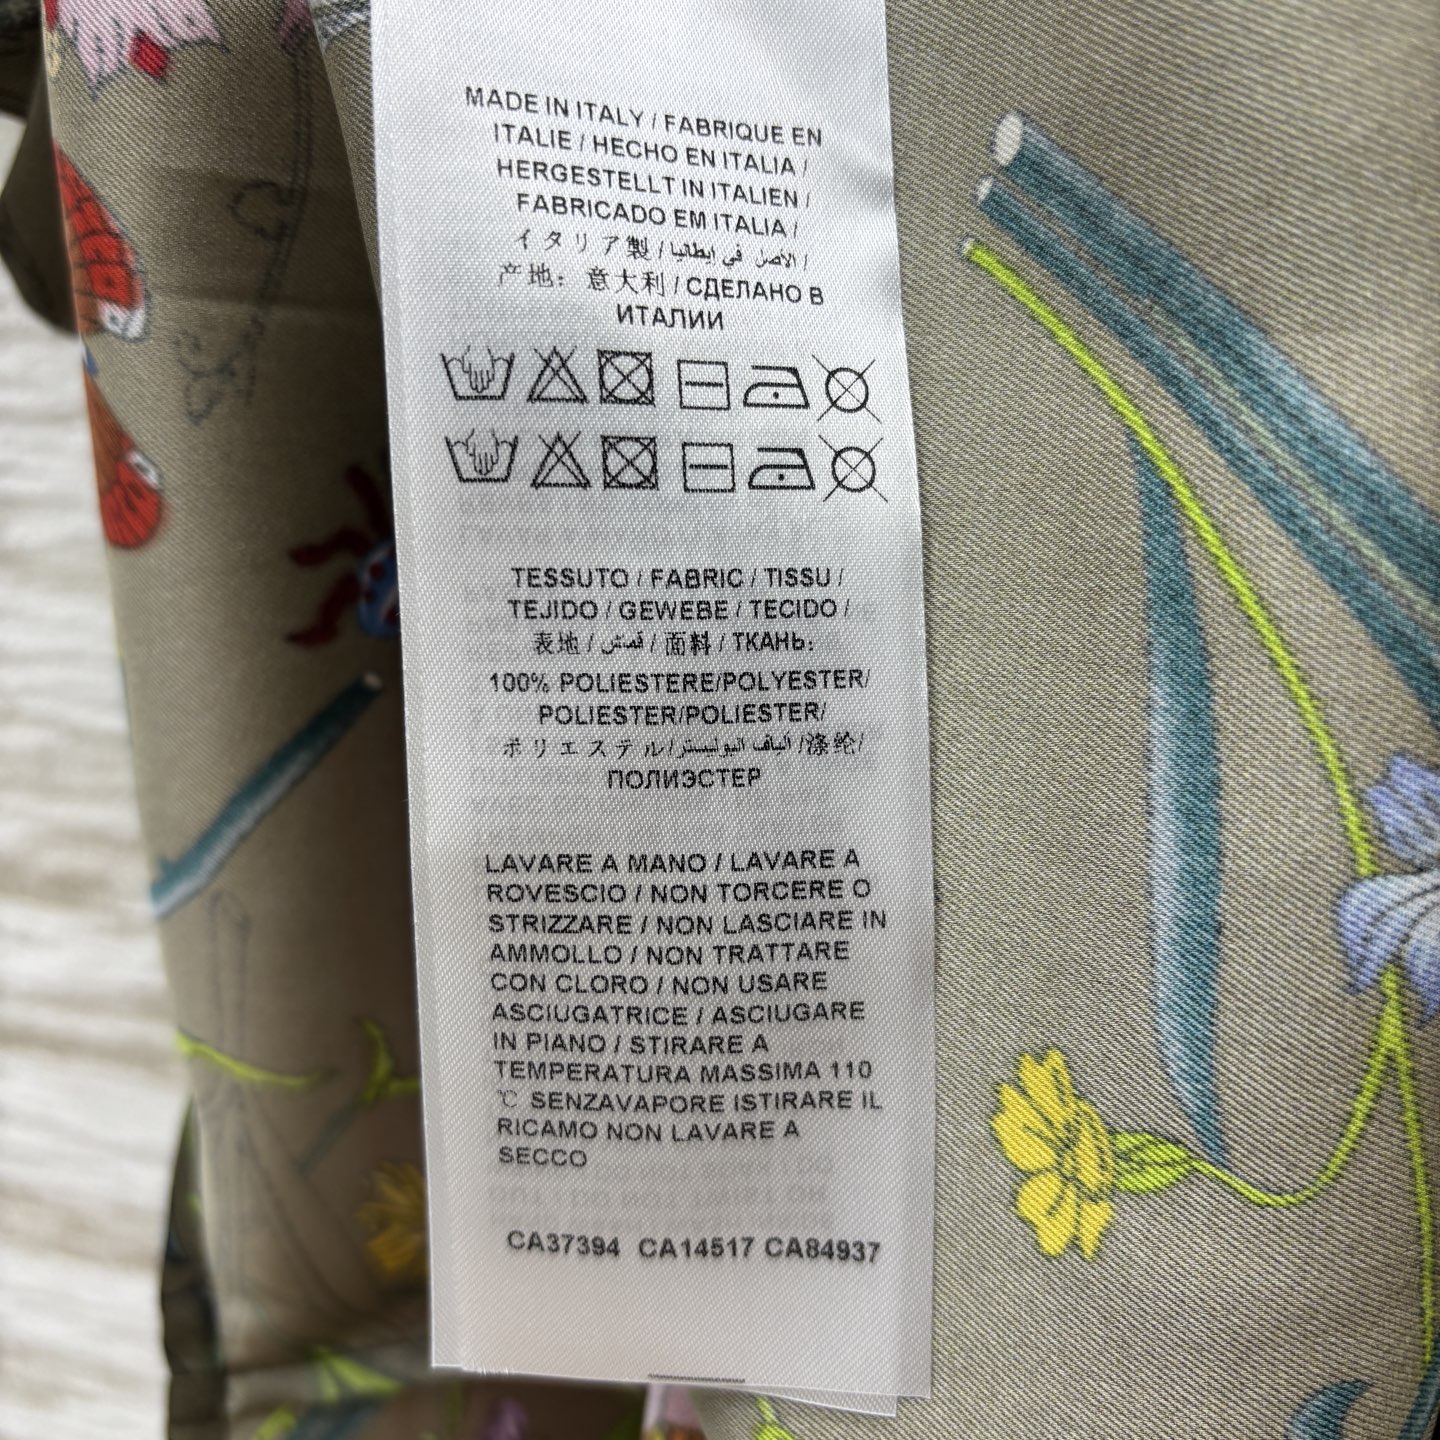 MADE IN ITALY / FABRIQUE EN
ITALIE / HECHO EN ITALIA /
HERGESTELLT IN ITALIEN /
FABRICADO EM ITALIA /
イタリア製 / الأصل في إيطاليا /
产地：意大利 / СДЕЛАНО В
ИТАЛИИ
TESSUTO / FABRIC / TISSU /
TEJIDO / GEWEBE / TECIDO /
表地 / قماش / 面料 / ТКАНЬ:
100% POLIESTERE/POLYESTER/
POLIESTER/POLIESTER/
ポリエステル/الياف البوليستر/涤纶/
ПОЛИЭСТЕР
LAVARE A MANO / LAVARE A
ROVESCIO / NON TORCERE O
STRIZZARE / NON LASCIARE IN
AMMOLLO / NON TRATTARE
CON CLORO / NON USARE
ASCIUGATRICE / ASCIUGARE
IN PIANO / STIRARE A
TEMPERATURA MASSIMA 110
℃ SENZAVAPORE ISTIRARE IL
RICAMO NON LAVARE A
SECCO
CA37394 CA14517 CA84937